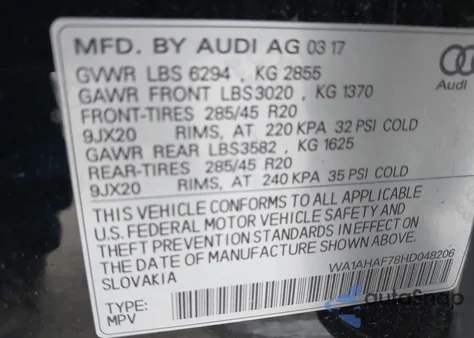 MFD. BY AUDI AG 03 17
GVWR LBS 6294 , KG 2855
GAWR FRONT LBS3020 , KG 1370
FRONT-TIRES 285/45 R20
9JX20 RIMS, AT 220 KPA 32 PSI COLD
GAWR REAR LBS3582 , KG 1625
REAR-TIRES 285/45 R20
9JX20 RIMS, AT 240 KPA 35 PSI COLD
THIS VEHICLE CONFORMS TO ALL APPLICABLE
U.S. FEDERAL MOTOR VEHICLE SAFETY AND
THEFT PREVENTION STANDARDS IN EFFECT ON
THE DATE OF MANUFACTURE SHOWN ABOVE.
SLOVAKIA
WA1AHAF78HD048206
TYPE:
MPV
Audi
autoSnap